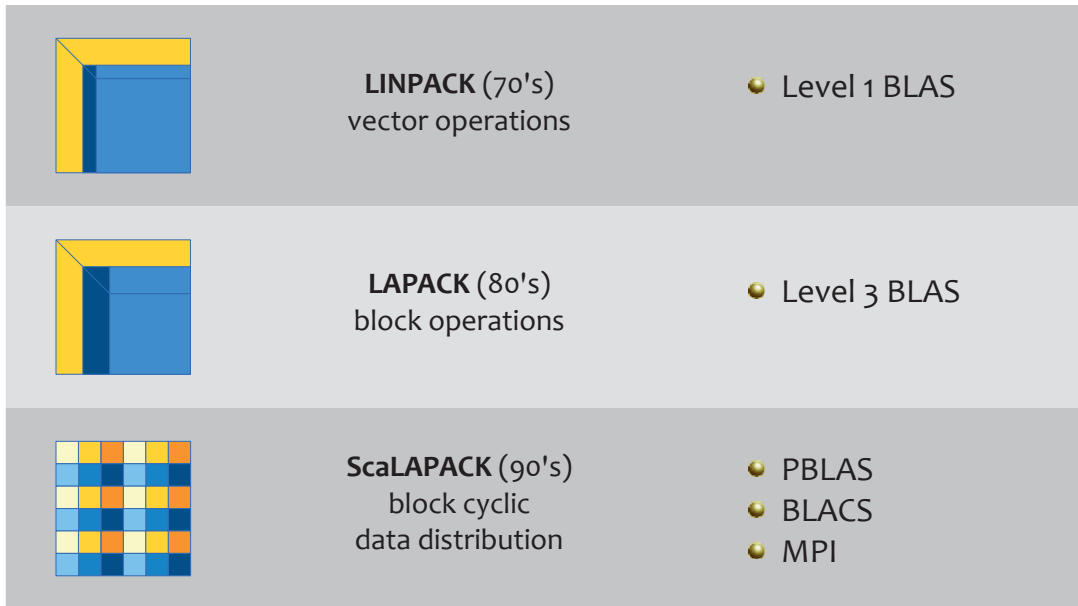 LINPACK (70's)
vector operations
Level 1 BLAS
LAPACK (80's)
block operations
Level 3 BLAS
ScaLAPACK (90's)
block cyclic
data distribution
PBLAS
BLACS
MPI